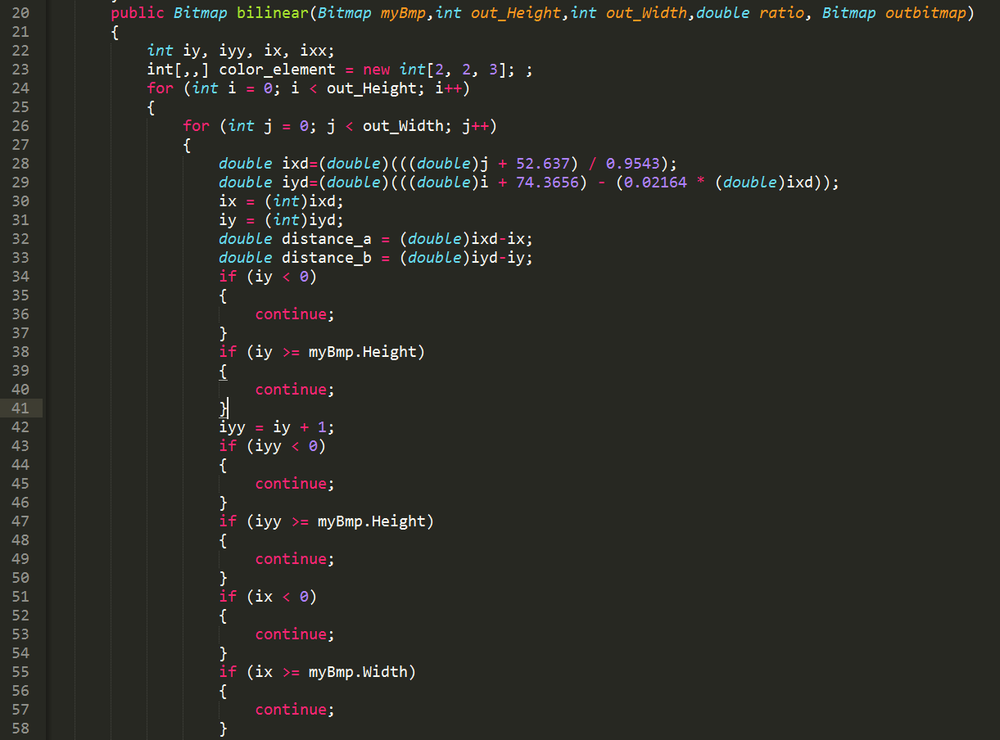 20 public Bitmap bilinear(Bitmap myBmp,int out_Height,int out_Width,double ratio, Bitmap outbitmap)
21 {
22 int iy, iyy, ix, ixx;
23 int[,,] color_element = new int[2, 2, 3]; ;
24 for (int i = 0; i < out_Height; i++)
25 {
26 for (int j = 0; j < out_Width; j++)
27 {
28 double ixd=(double)(((double)j + 52.637) / 0.9543);
29 double iyd=(double)(((double)i + 74.3656) - (0.02164 * (double)ixd));
30 ix = (int)ixd;
31 iy = (int)iyd;
32 double distance_a = (double)ixd-ix;
33 double distance_b = (double)iyd-iy;
34 if (iy < 0)
35 {
36 continue;
37 }
38 if (iy >= myBmp.Height)
39 {
40 continue;
41 }
42 iyy = iy + 1;
43 if (iyy < 0)
44 {
45 continue;
46 }
47 if (iyy >= myBmp.Height)
48 {
49 continue;
50 }
51 if (ix < 0)
52 {
53 continue;
54 }
55 if (ix >= myBmp.Width)
56 {
57 continue;
58 }